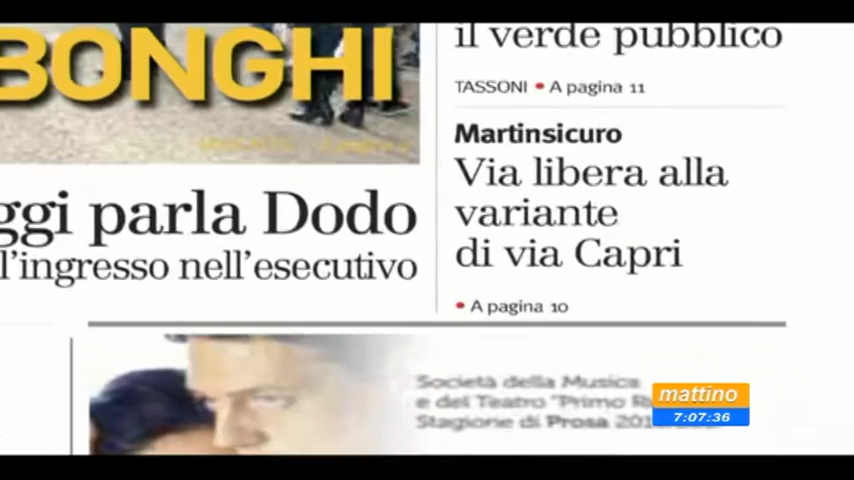 BONGHI
ggi parla Dodo
l'ingresso nell'esecutivo
il verde pubblico
TASSONI • A pagina 11
Martinsicuro
Via libera alla
variante
di via Capri
• A pagina 10
Società della Musica
e del Teatro "Primo
Stagione di Prosa
mattino
7:07:36